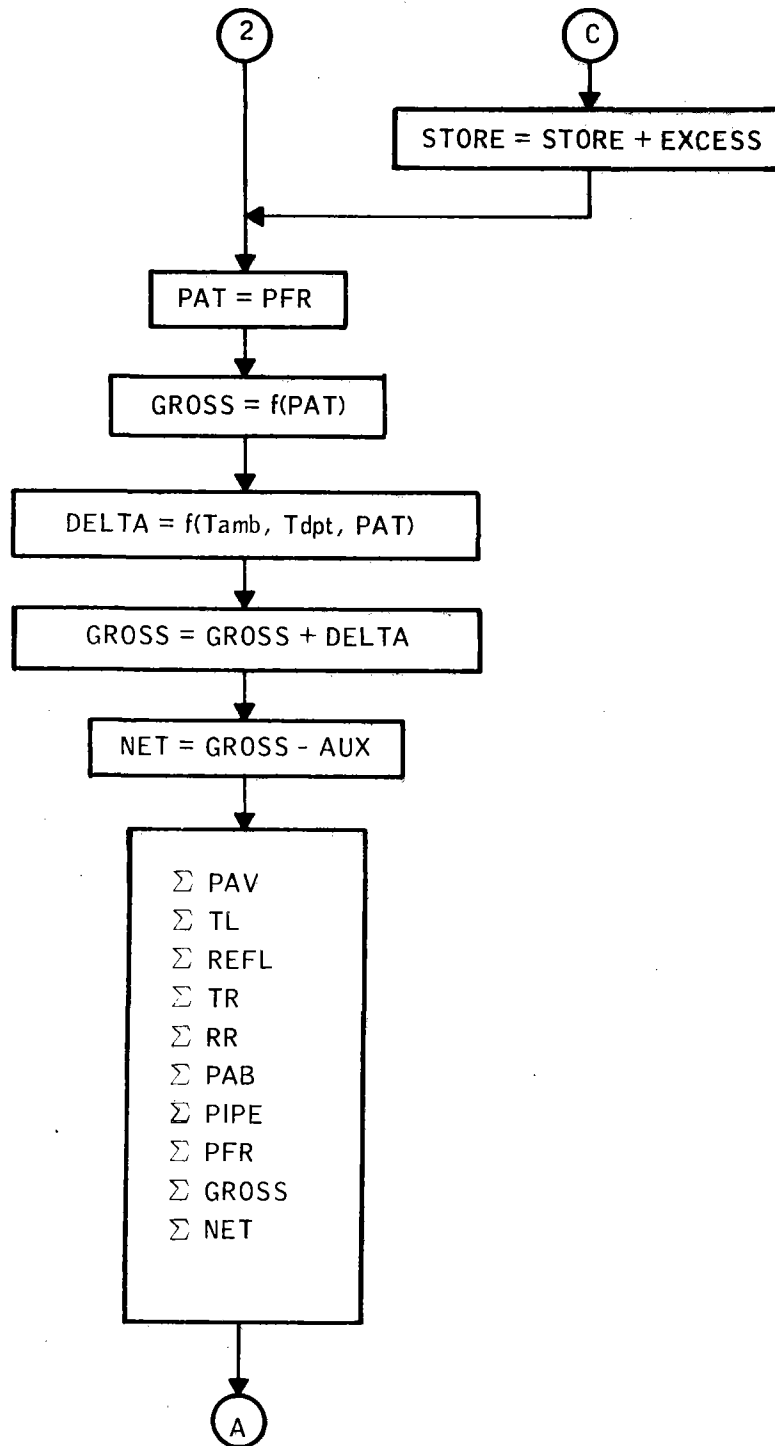 2
C
STORE = STORE + EXCESS
PAT = PFR
GROSS = f(PAT)
DELTA = f(Tamb, Tdpt, PAT)
GROSS = GROSS + DELTA
NET = GROSS - AUX
Σ PAV
Σ TL
Σ REFL
Σ TR
Σ RR
Σ PAB
Σ PIPE
Σ PFR
Σ GROSS
Σ NET
A